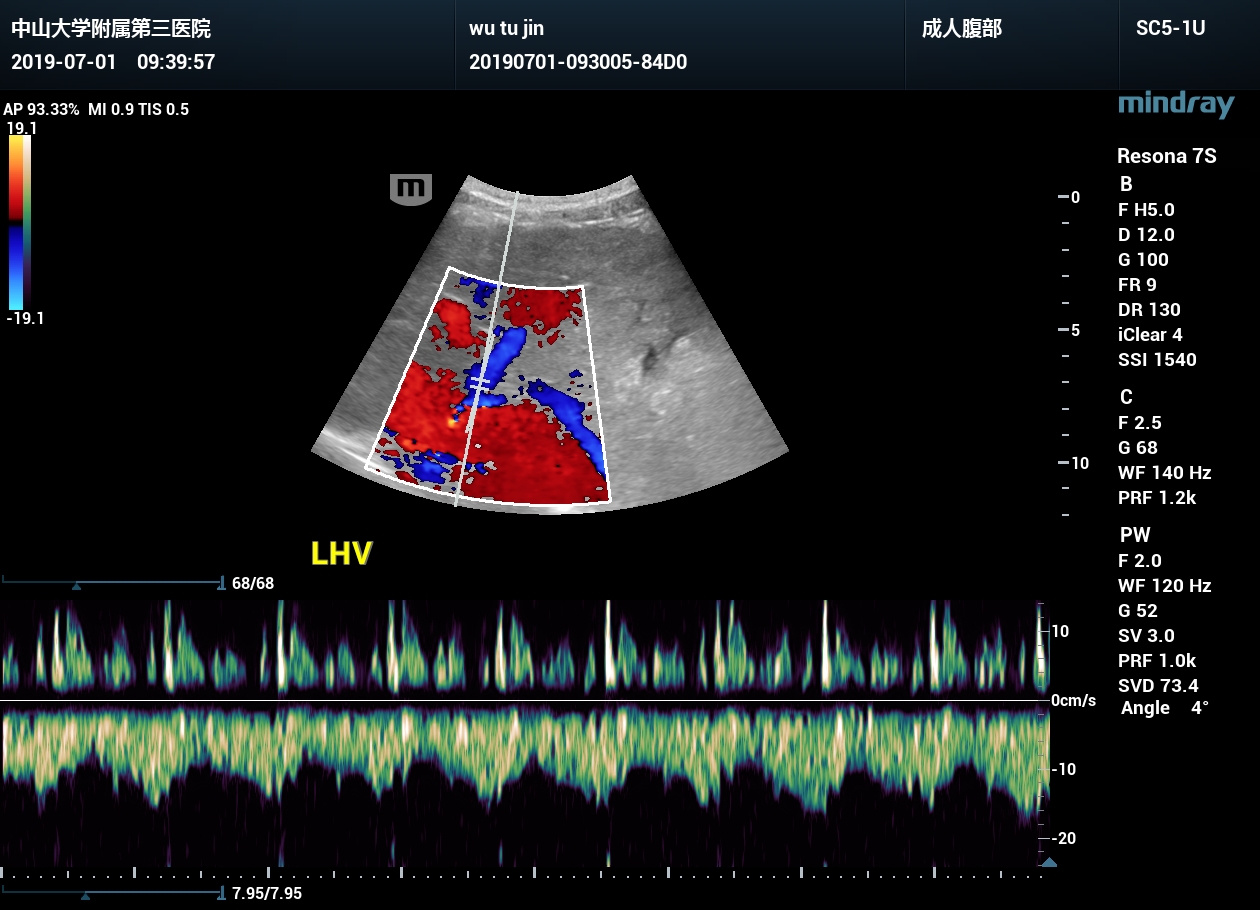 中山大学附属第三医院
wu tu jin
成人腹部
SC5-1U
2019-07-01 09:39:57
20190701-093005-84D0
AP 93.33% MI 0.9 TIS 0.5
19.1
-19.1
m
0
5
10
LHV
68/68
10
0cm/s
-10
-20
7.95/7.95
mindray
Resona 7S
B
F H5.0
D 12.0
G 100
FR 9
DR 130
iClear 4
SSI 1540
C
F 2.5
G 68
WF 140 Hz
PRF 1.2k
PW
F 2.0
WF 120 Hz
G 52
SV 3.0
PRF 1.0k
SVD 73.4
Angle 4°